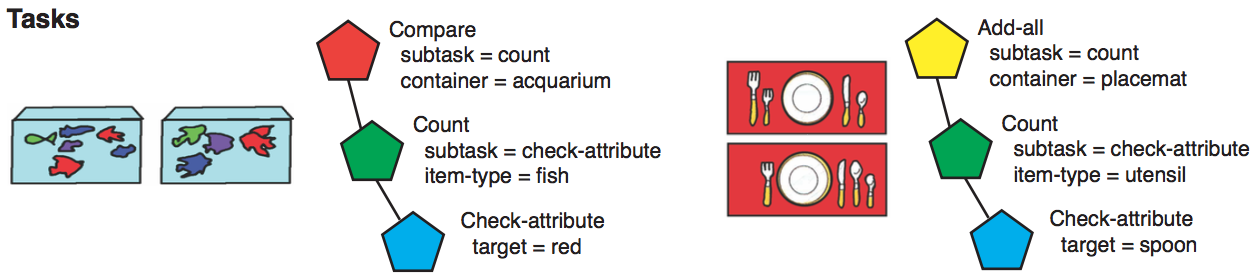 Tasks
Compare
subtask = count
container = acquarium
Count
subtask = check-attribute
item-type = fish
Check-attribute
target = red
Add-all
subtask = count
container = placemat
Count
subtask = check-attribute
item-type = utensil
Check-attribute
target = spoon